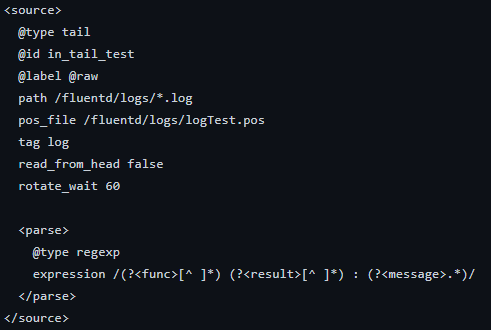 <source>
  @type tail
  @id in_tail_test
  @label @raw
  path /fluentd/logs/*.log
  pos_file /fluentd/logs/logTest.pos
  tag log
  read_from_head false
  rotate_wait 60

  <parse>
    @type regexp
    expression /(?<func>[^ ]*) (?<result>[^ ]*) : (?<message>.*)/
  </parse>
</source>